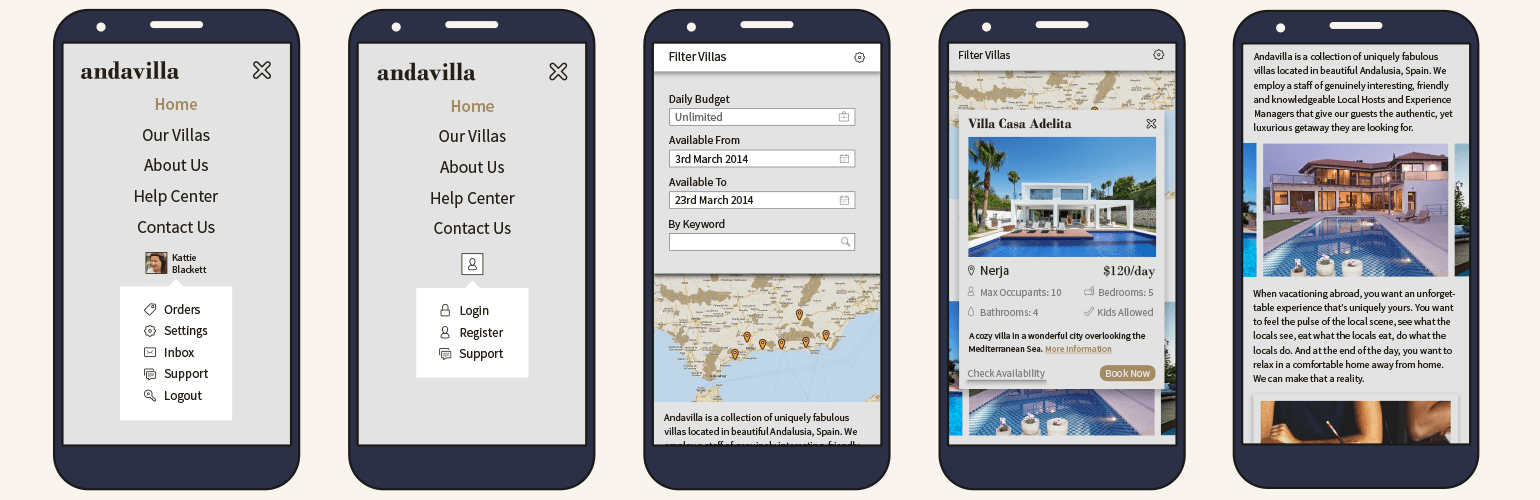 andavilla
Home
Our Villas
About Us
Help Center
Contact Us
Kattie
Blackett
Orders
Settings
Inbox
Support
Logout
andavilla
Home
Our Villas
About Us
Help Center
Contact Us
Login
Register
Support
Filter Villas
Daily Budget
Unlimited
Available From
3rd March 2014
Available To
23rd March 2014
By Keyword
Andavilla is a collection of uniquely fabulous
villas located in beautiful Andalusia, Spain. We
employ a staff of genuinely interesting, friendly
Filter Villas
Villa Casa Adelita
Nerja
$120/day
Max Occupants: 10
Bedrooms: 5
Bathrooms: 4
Kids Allowed
A cozy villa in a wonderful city overlooking the
Mediterranean Sea. More Information
Check Availability
Book Now
Andavilla is a collection of uniquely fabulous
villas located in beautiful Andalusia, Spain. We
employ a staff of genuinely interesting, friendly
and knowledgeable Local Hosts and Experience
Managers that give our guests the authentic, yet
luxurious getaway they are looking for.
When vacationing abroad, you want an unforget-
table experience that's uniquely yours. You want
to feel the pulse of the local scene, see what the
locals see, eat what the locals eat, do what the
locals do. And at the end of the day, you want to
relax in a comfortable home away from home.
We can make that a reality.